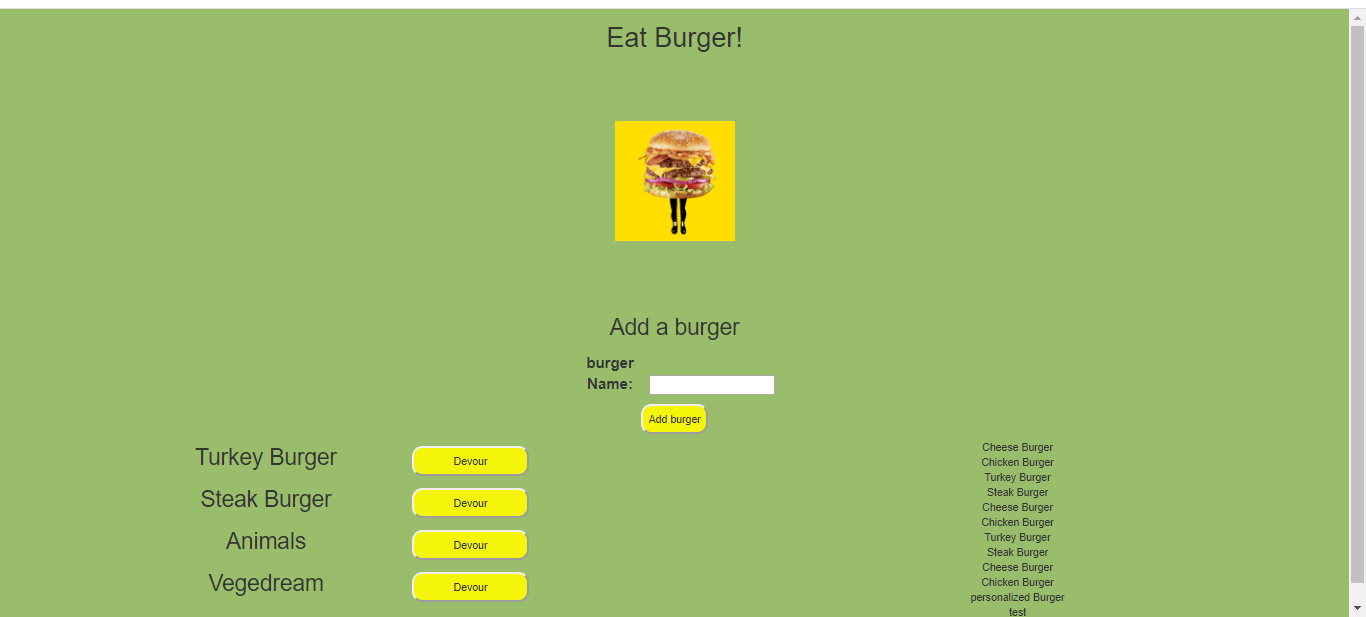 Eat Burger!
Add a burger
burger
Name:
Add burger
Turkey Burger
Devour
Steak Burger
Devour
Animals
Devour
Vegedream
Devour
Cheese Burger
Chicken Burger
Turkey Burger
Steak Burger
Cheese Burger
Chicken Burger
Turkey Burger
Steak Burger
Cheese Burger
Chicken Burger
personalized Burger
test